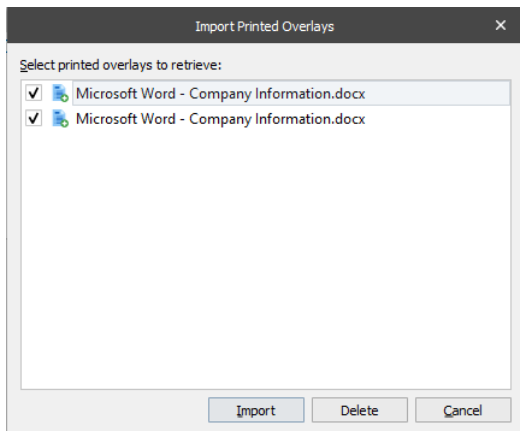 Import Printed Overlays
Select printed overlays to retrieve:
Microsoft Word - Company Information.docx
Microsoft Word - Company Information.docx
Import Delete Cancel